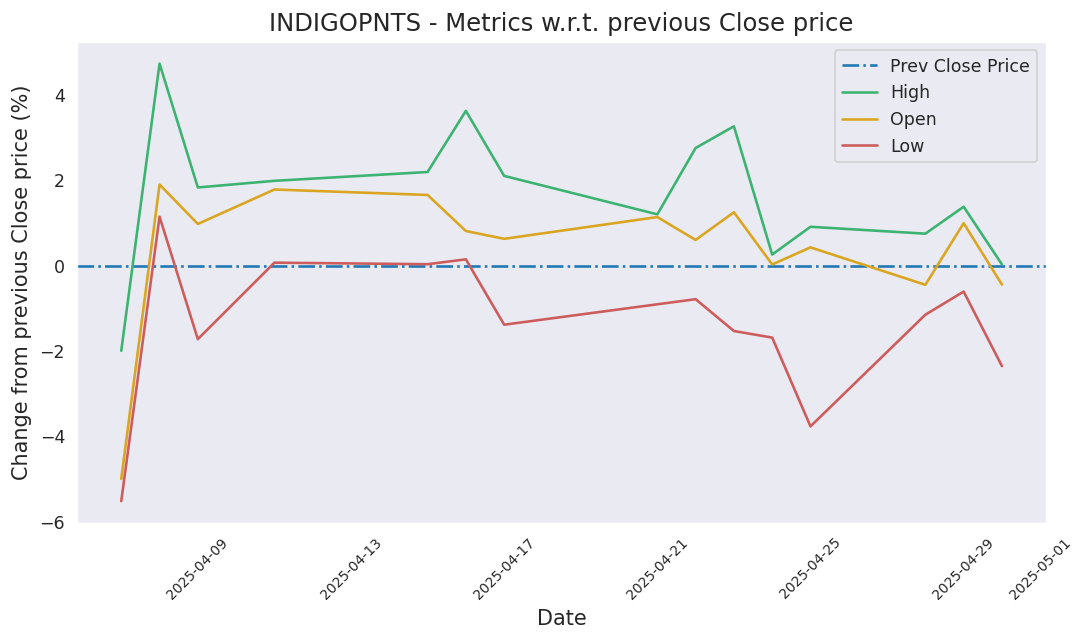 INDIGOPNTS - Metrics w.r.t. previous Close price
Change from previous Close price (%)
4
2
0
−2
−4
−6
Prev Close Price
High
Open
Low
2025-04-09
2025-04-13
2025-04-17
2025-04-21
2025-04-25
2025-04-29
2025-05-01
Date